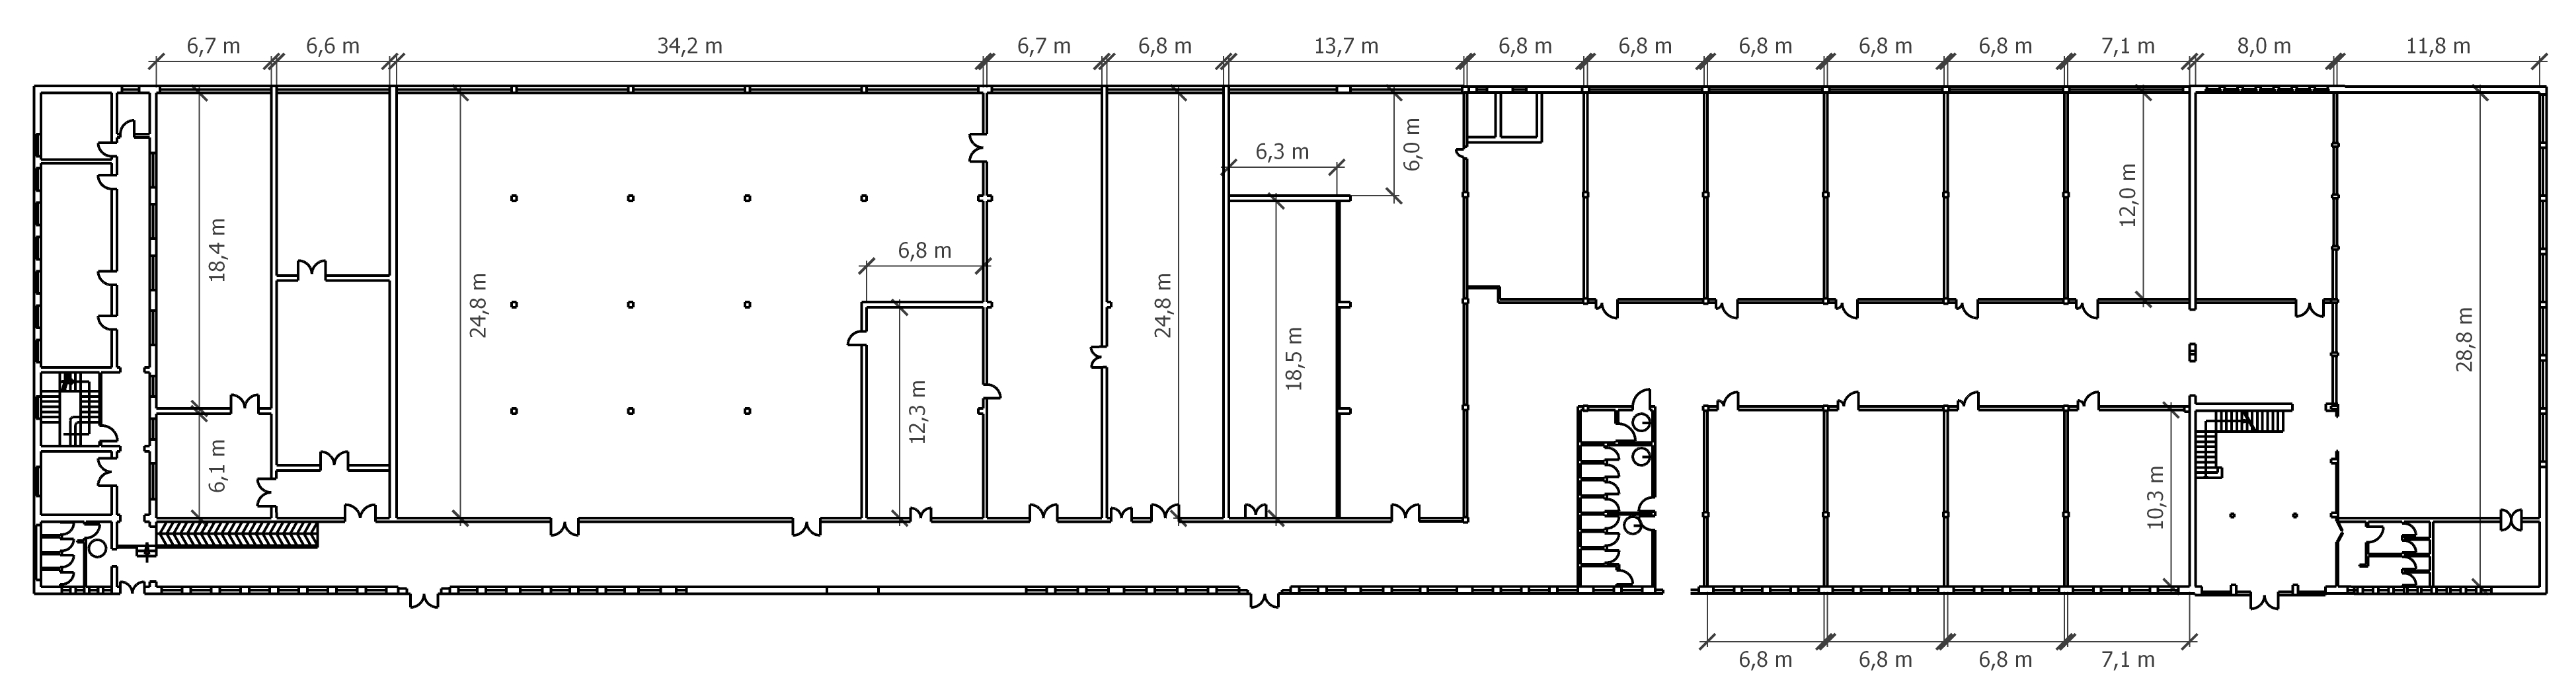 6,7 m
6,6 m
34,2 m
6,7 m
6,8 m
13,7 m
6,8 m
6,8 m
6,8 m
6,8 m
6,8 m
7,1 m
8,0 m
11,8 m
6,0 m
6,3 m
12,0 m
18,4 m
6,8 m
24,8 m
24,8 m
28,8 m
18,5 m
12,3 m
6,1 m
10,3 m
6,8 m
6,8 m
6,8 m
7,1 m